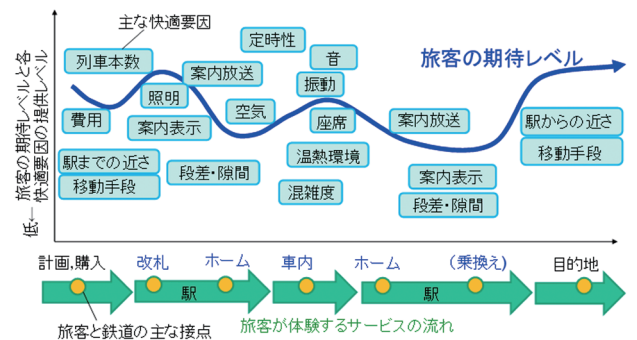 主な快適要因
定時性
列車本数
音
旅客の期待レベル
案内放送
振動
照明
空気
費用
座席
案内放送
駅からの近さ
案内表示
移動手段
駅までの近さ
温熱環境
段差・隙間
移動手段
案内表示
混雑度
段差・隙間
旅客の期待レベルと各
快適要因の提供レベル
低←
計画,購入
改札
ホーム
車内
ホーム
(乗換え)
目的地
駅
駅
旅客と鉄道の主な接点
旅客が体験するサービスの流れ